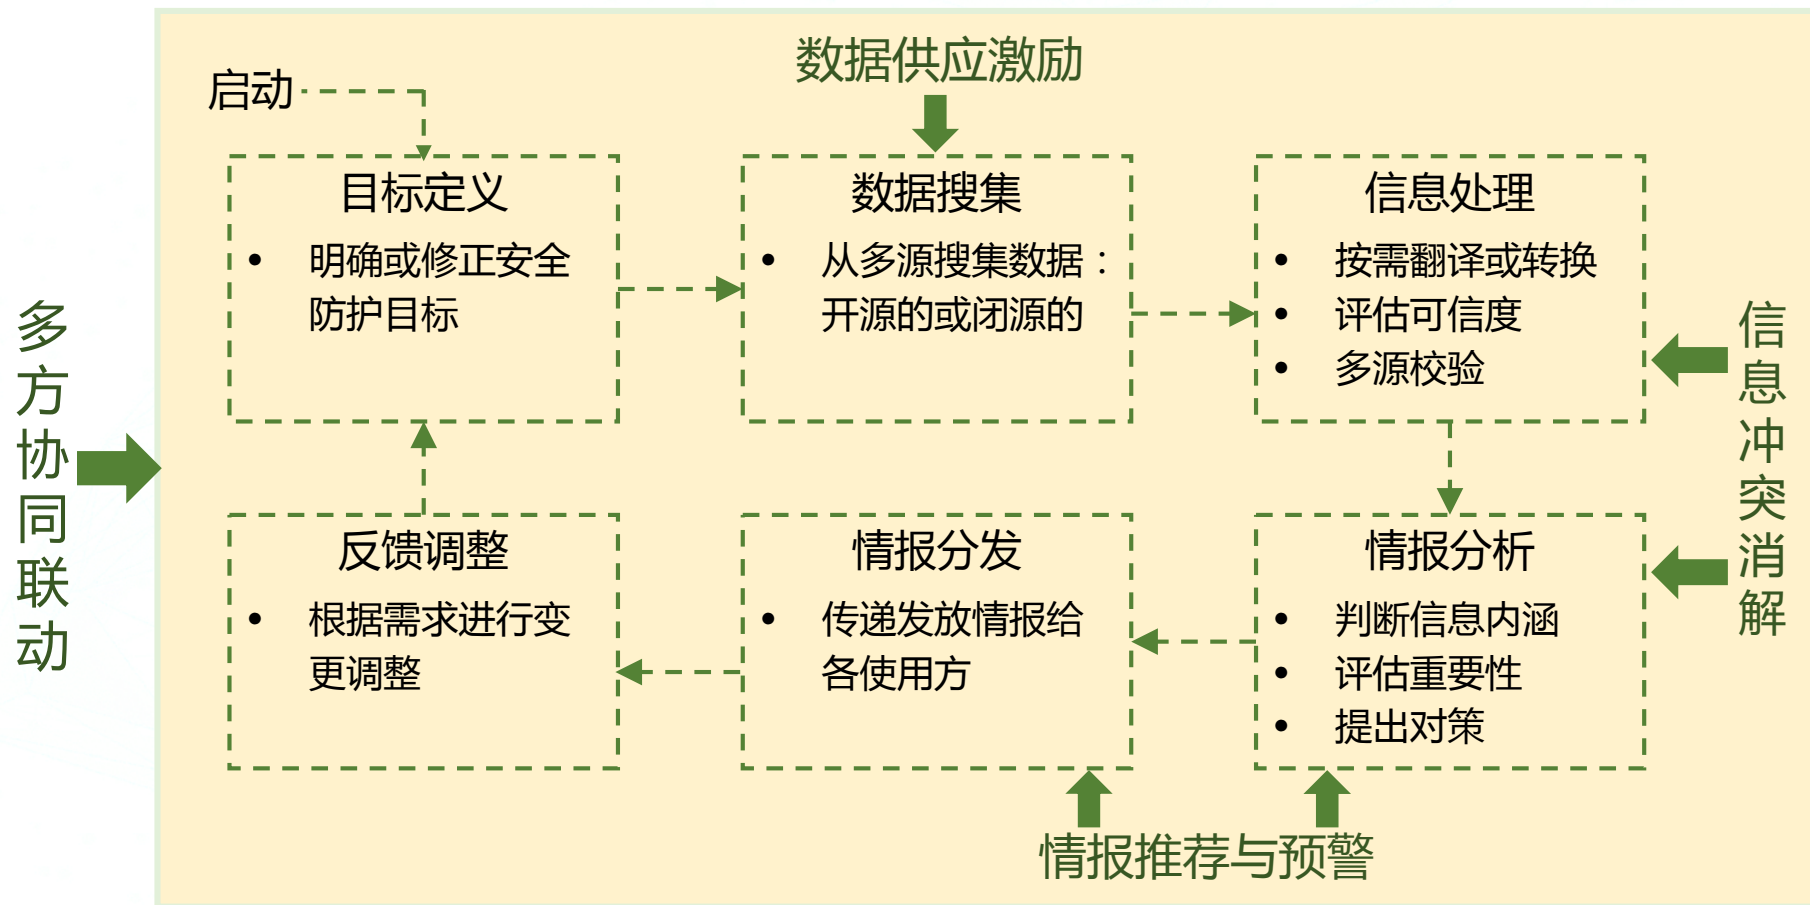 数据供应激励
启动
目标定义
• 明确或修正安全
防护目标
数据搜集
• 从多源搜集数据：
开源的或闭源的
信息处理
• 按需翻译或转换
• 评估可信度
• 多源校验
多方协同联动
信息冲突消解
反馈调整
• 根据需求进行变
更调整
情报分发
• 传递发放情报给
各使用方
情报分析
• 判断信息内涵
• 评估重要性
• 提出对策
情报推荐与预警